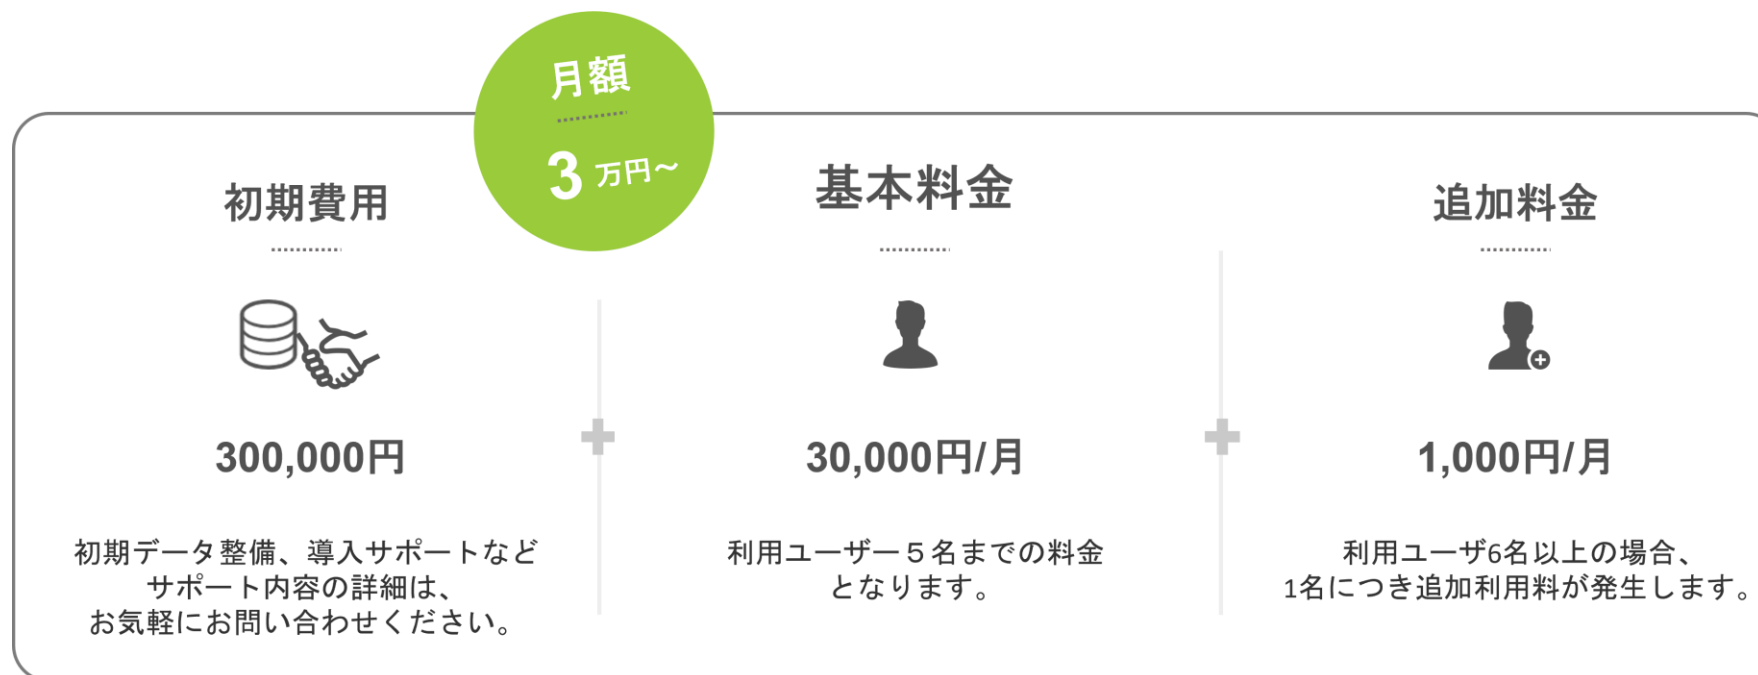 月額
3 万円～
初期費用
300,000円
初期データ整備、導入サポートなど
サポート内容の詳細は、
お気軽にお問い合わせください。
基本料金
30,000円/月
利用ユーザー５名までの料金
となります。
追加料金
1,000円/月
利用ユーザ6名以上の場合、
1名につき追加利用料が発生します。